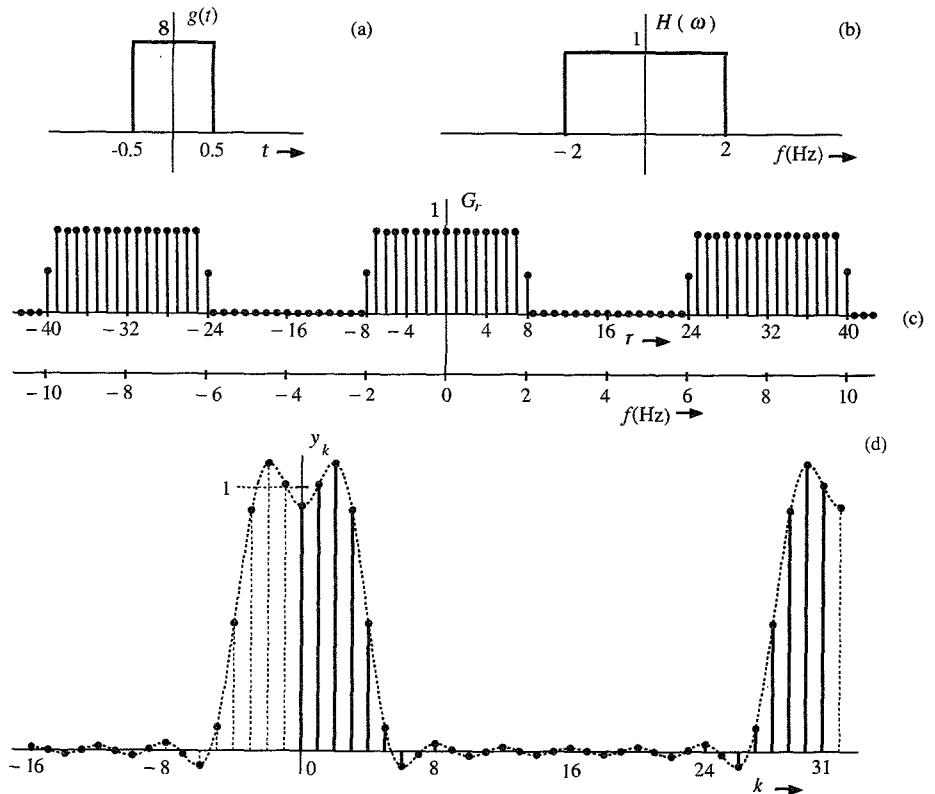 g(t)
8
(a)
-0.5 0.5 t
H(ω)
1
(b)
−2 2 f(Hz)
1 G_r
−40 −32 −24 −16 −8 −4 0 4 8 16 r 24 32 40
(c)
−10 −8 −6 −4 −2 0 2 4 6 8 10
f(Hz)
y_k
(d)
1
−16 −8 0 8 16 24 31
k